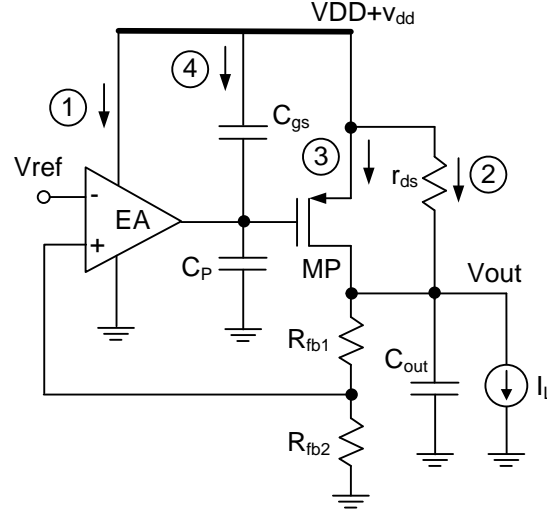 VDD+vdd
4
1
Cgs
3
2
Vref
-
EA
rds
+
CP
MP
Vout
Rfb1
Cout
IL
Rfb2